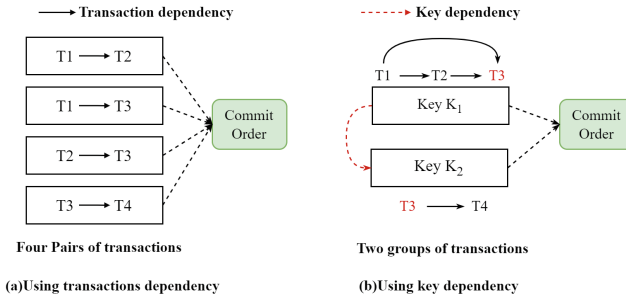 Transaction dependency
T1 T2
T1 T3
T2 T3
T3 T4
Commit
Order
Four Pairs of transactions
(a)Using transactions dependency
Key dependency
T1 T2 T3
Key K1
Key K2
T3 T4
Commit
Order
Two groups of transactions
(b)Using key dependency